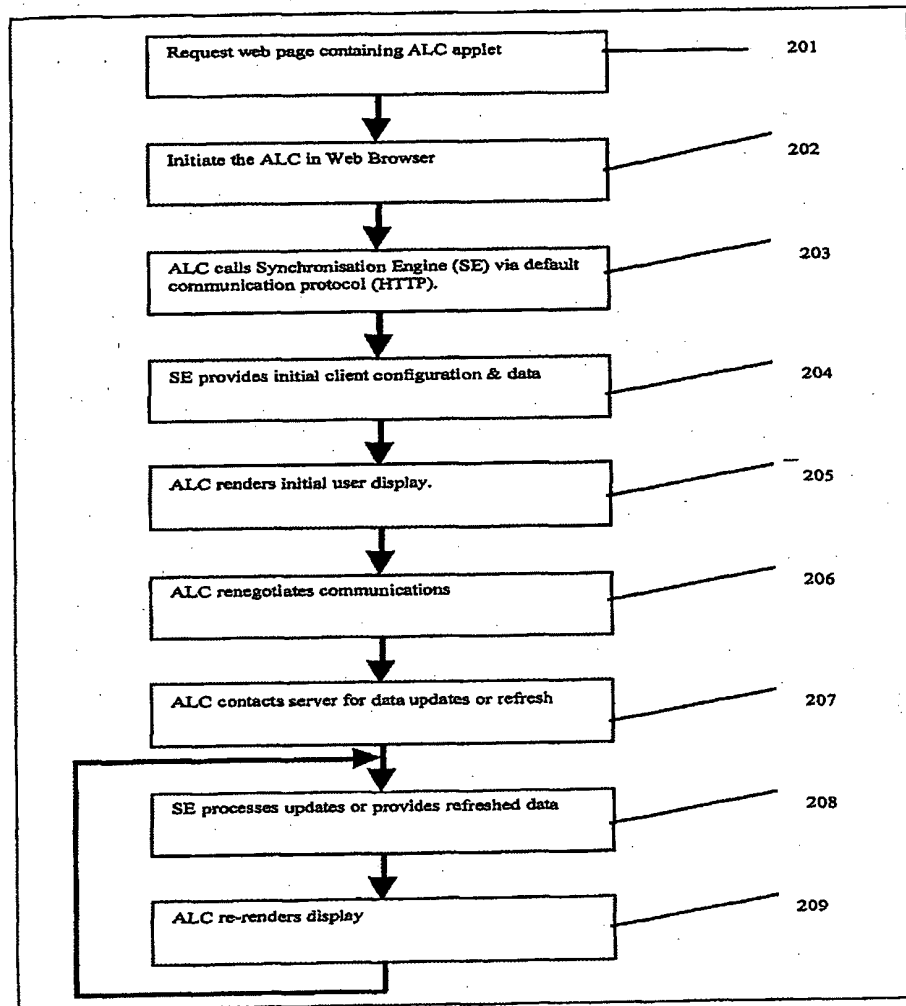 Request web page containing ALC applet
201
Initiate the ALC in Web Browser
202
ALC calls Synchronisation Engine (SE) via default
communication protocol (HTTP).
203
SE provides initial client configuration & data
204
ALC renders initial user display.
205
ALC renegotiates communications
206
ALC contacts server for data updates or refresh
207
SE processes updates or provides refreshed data
208
ALC re-renders display
209